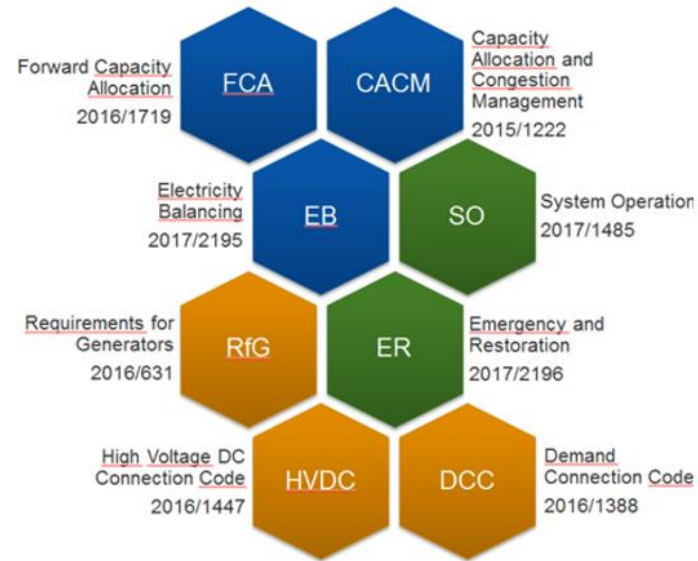 Forward Capacity
Allocation
2016/1719
FCA
CACM
Capacity
Allocation and
Congestion
Management
2015/1222
Electricity
Balancing
2017/2195
EB
SO
System Operation
2017/1485
Requirements for
Generators
2016/631
RfG
ER
Emergency and
Restoration
2017/2196
High Voltage DC
Connection Code
2016/1447
HVDC
DCC
Demand
Connection Code
2016/1388